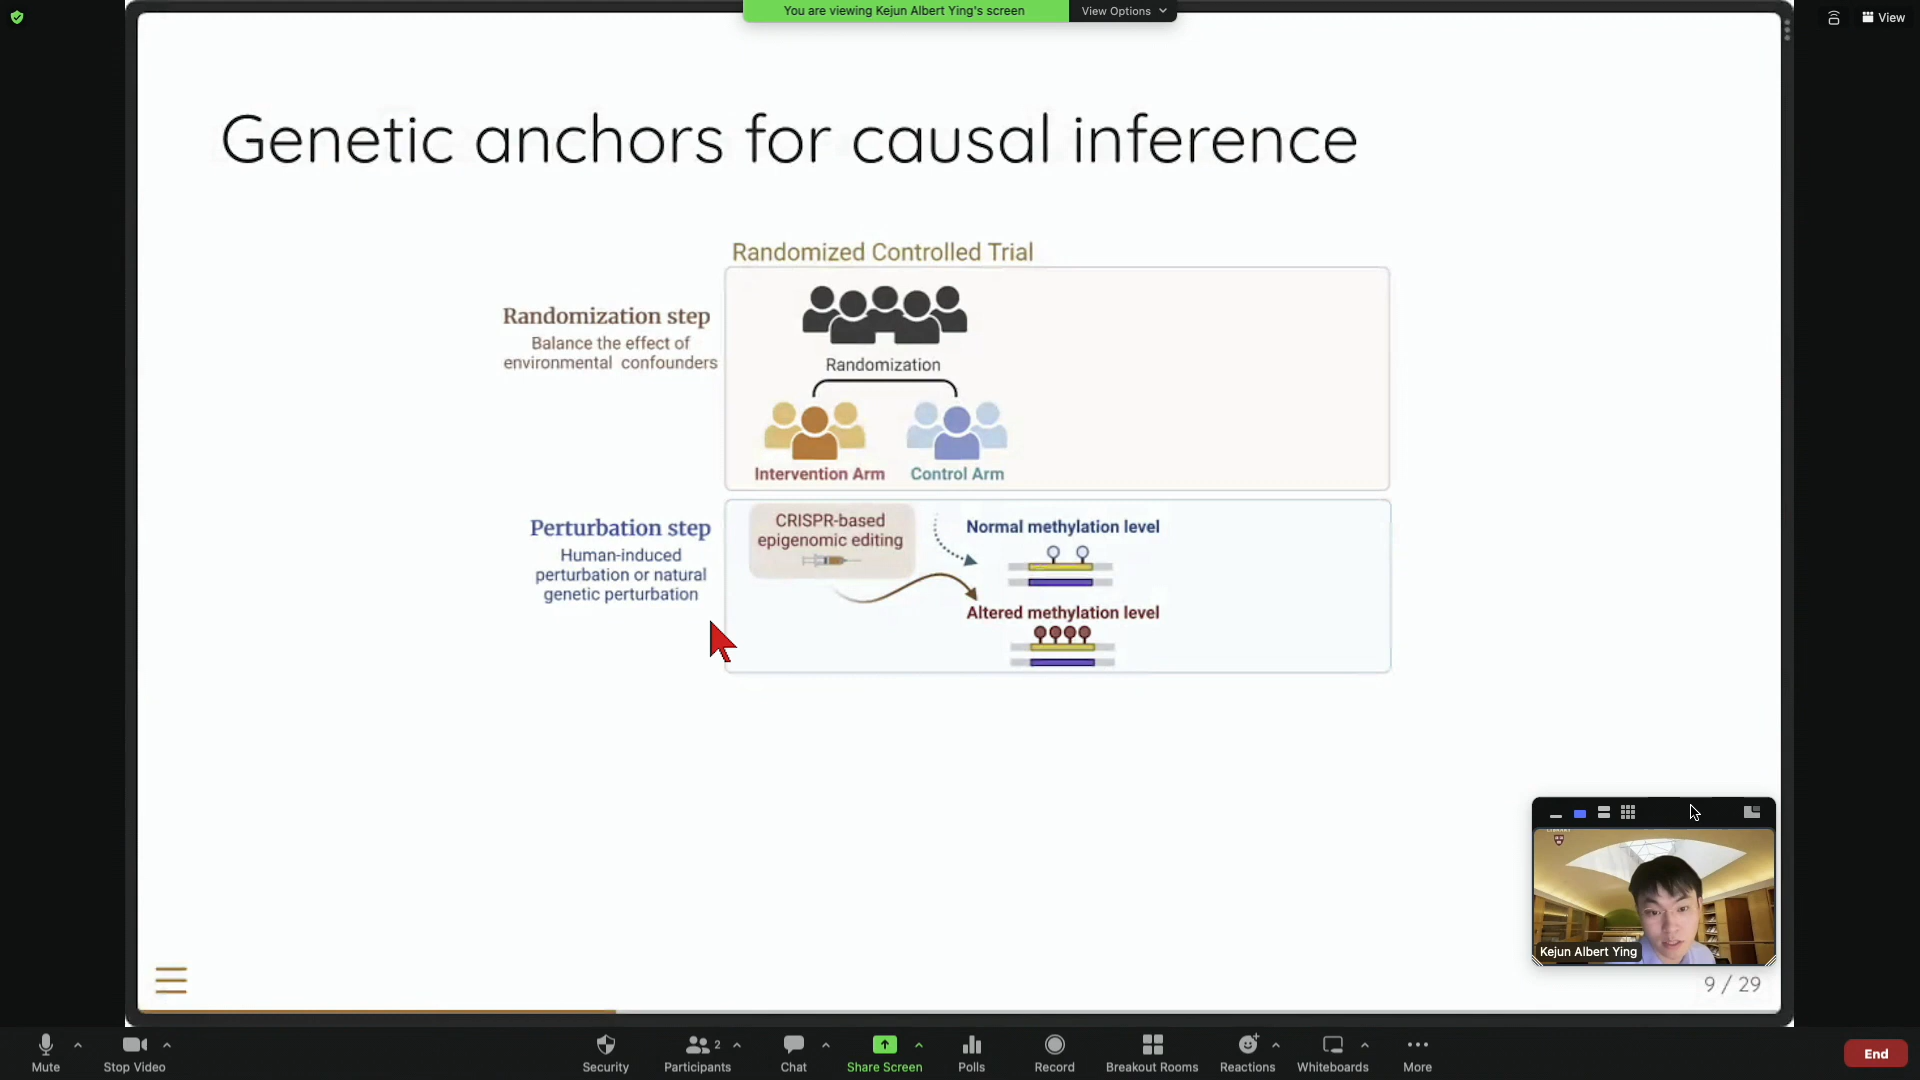 You are viewing Kejun Albert Ying's screen
View Options
View
Genetic anchors for causal inference
Randomized Controlled Trial
Randomization step
Balance the effect of
environmental confounders
Randomization
Intervention Arm
Control Arm
Perturbation step
Human-induced
perturbation or natural
genetic perturbation
CRISPR-based
epigenomic editing
Normal methylation level
Altered methylation level
Kejun Albert Ying
9 / 29
Mute
Stop Video
Security
2
Participants
Chat
Share Screen
Polls
Record
Breakout Rooms
Reactions
Whiteboards
More
End